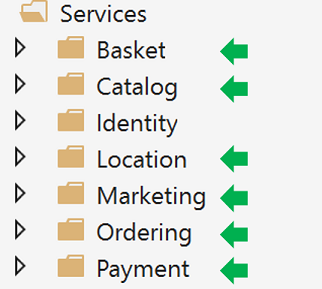 Services
Basket
Catalog
Identity
Location
Marketing
Ordering
Payment